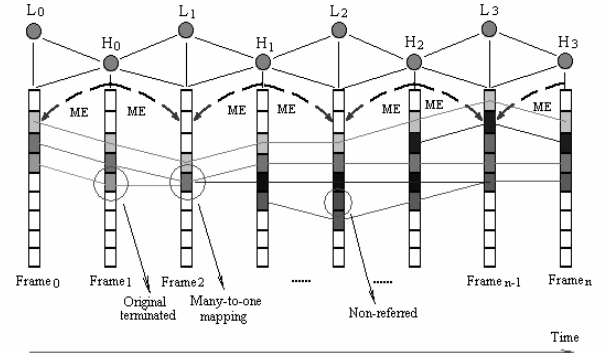 L0 L1 L2 L3
H0 H1 H2 H3
ME ME ME ME ME ME ME
Frame0 Frame1 Frame2 ...... ...... Framen-1 Framen
Original
terminated
Many-to-one
mapping
Non-referred
Time